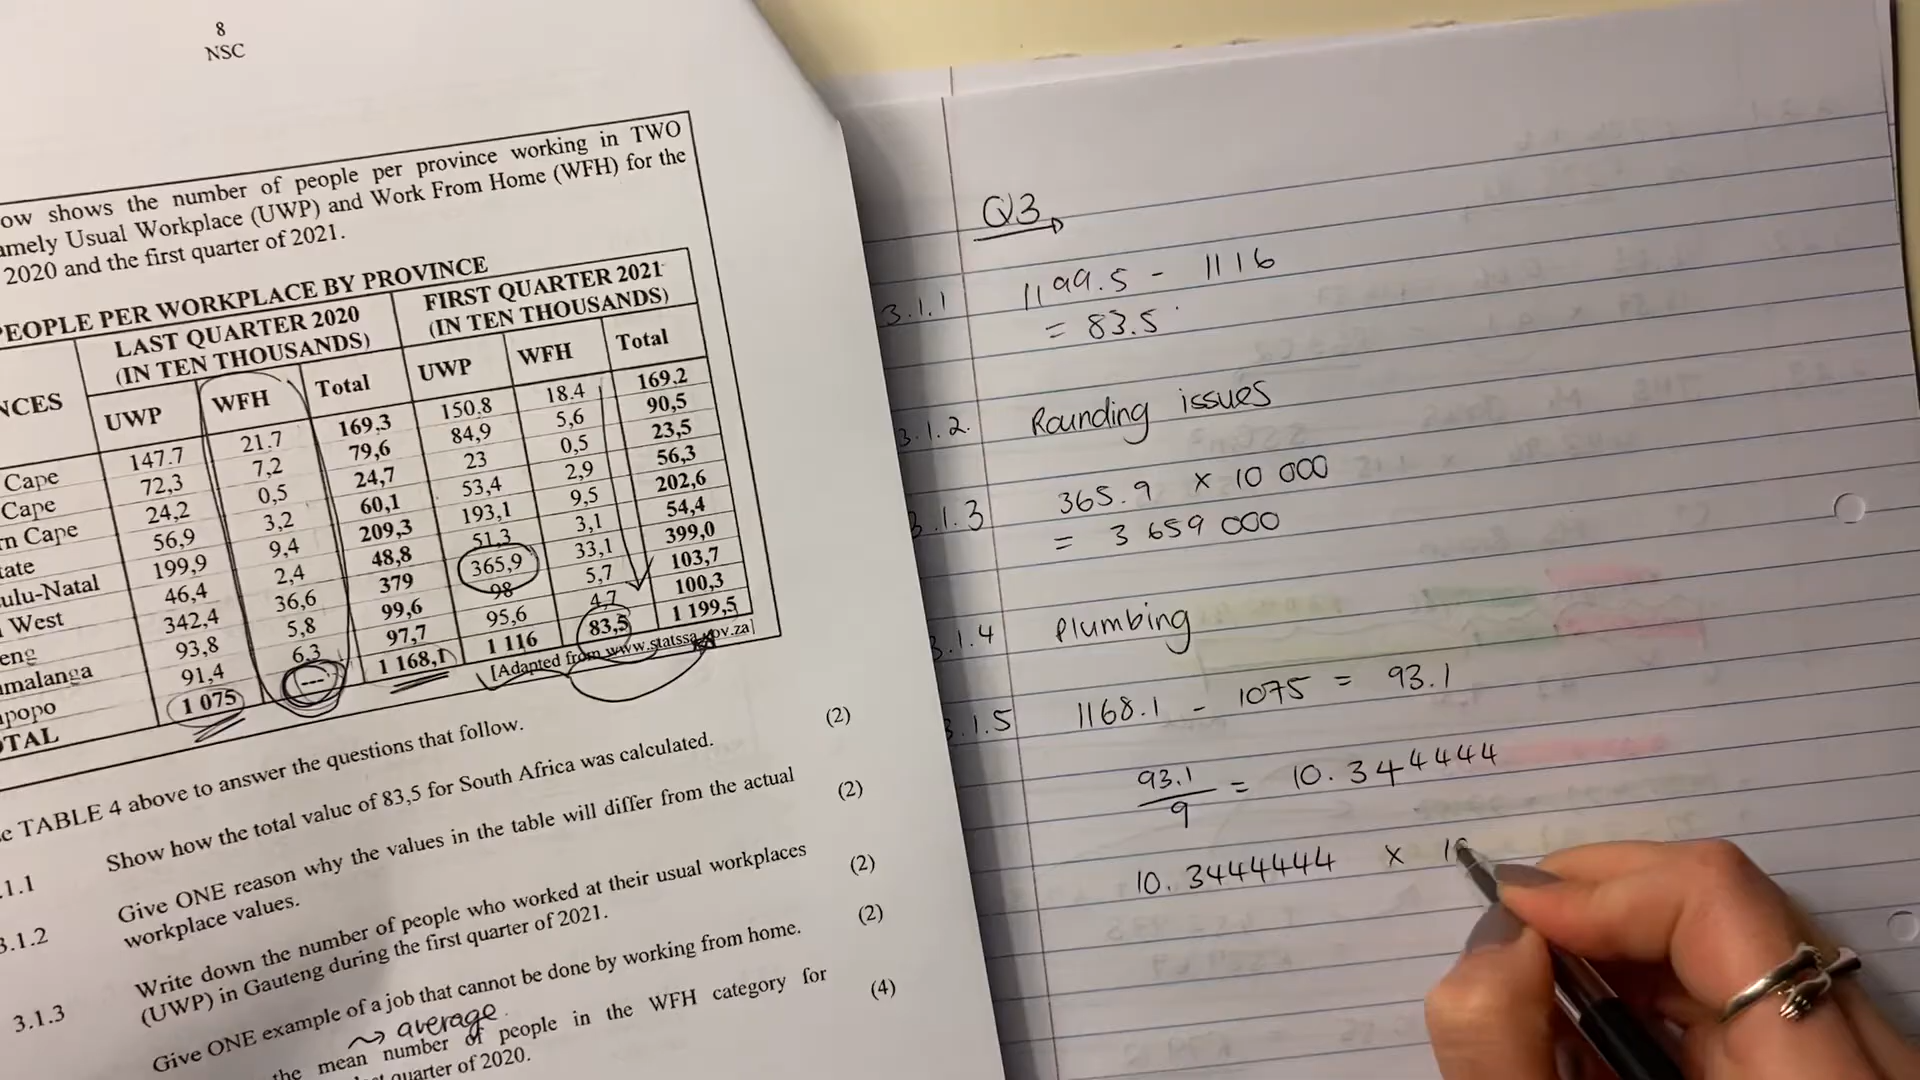 8
NSC
ow shows the number of people per province working in TWO
amely Usual Workplace (UWP) and Work From Home (WFH) for the
2020 and the first quarter of 2021.
PEOPLE PER WORKPLACE BY PROVINCE
NCES LAST QUARTER 2020 (IN TEN THOUSANDS) FIRST QUARTER 2021 (IN TEN THOUSANDS)
UWP WFH Total UWP WFH Total
Cape 147.7 21.7 169,3 150.8 18.4 169.2
Cape 72,3 7,2 79,6 84,9 5,6 90,5
rn Cape 24,2 0,5 24,7 23 0,5 23,5
tate 56,9 3,2 60,1 53,4 2,9 56,3
ulu-Natal 199,9 9,4 209,3 193,1 9,5 202,6
West 46,4 2,4 48,8 51,3 3,1 54,4
eng 342,4 36,6 379 365,9 33,1 399,0
malanga 93,8 5,8 99,6 98 5,7 103,7
popo 91,4 6,3 97,7 95,6 4,7 100,3
OTAL 1 075 --- 1 168,1 1 116 83,5 1 199,5
[Adapted from www.statssa.gov.za]
e TABLE 4 above to answer the questions that follow.
.1.1 Show how the total value of 83,5 for South Africa was calculated. (2)
3.1.2 Give ONE reason why the values in the table will differ from the actual
workplace values. (2)
3.1.3 Write down the number of people who worked at their usual workplaces
(UWP) in Gauteng during the first quarter of 2021. (2)
Give ONE example of a job that cannot be done by working from home. (2)
average
the mean number of people in the WFH category for
quarter of 2020. (4)
Q3
3.1.1 1199.5 - 1116
= 83.5
3.1.2. Rounding issues
3.1.3 365.9 x 10 000
= 3 659 000
3.1.4 Plumbing
3.1.5 1168.1 - 1075 = 93.1
93.1
9
= 10.344444
10.3444444 x 10